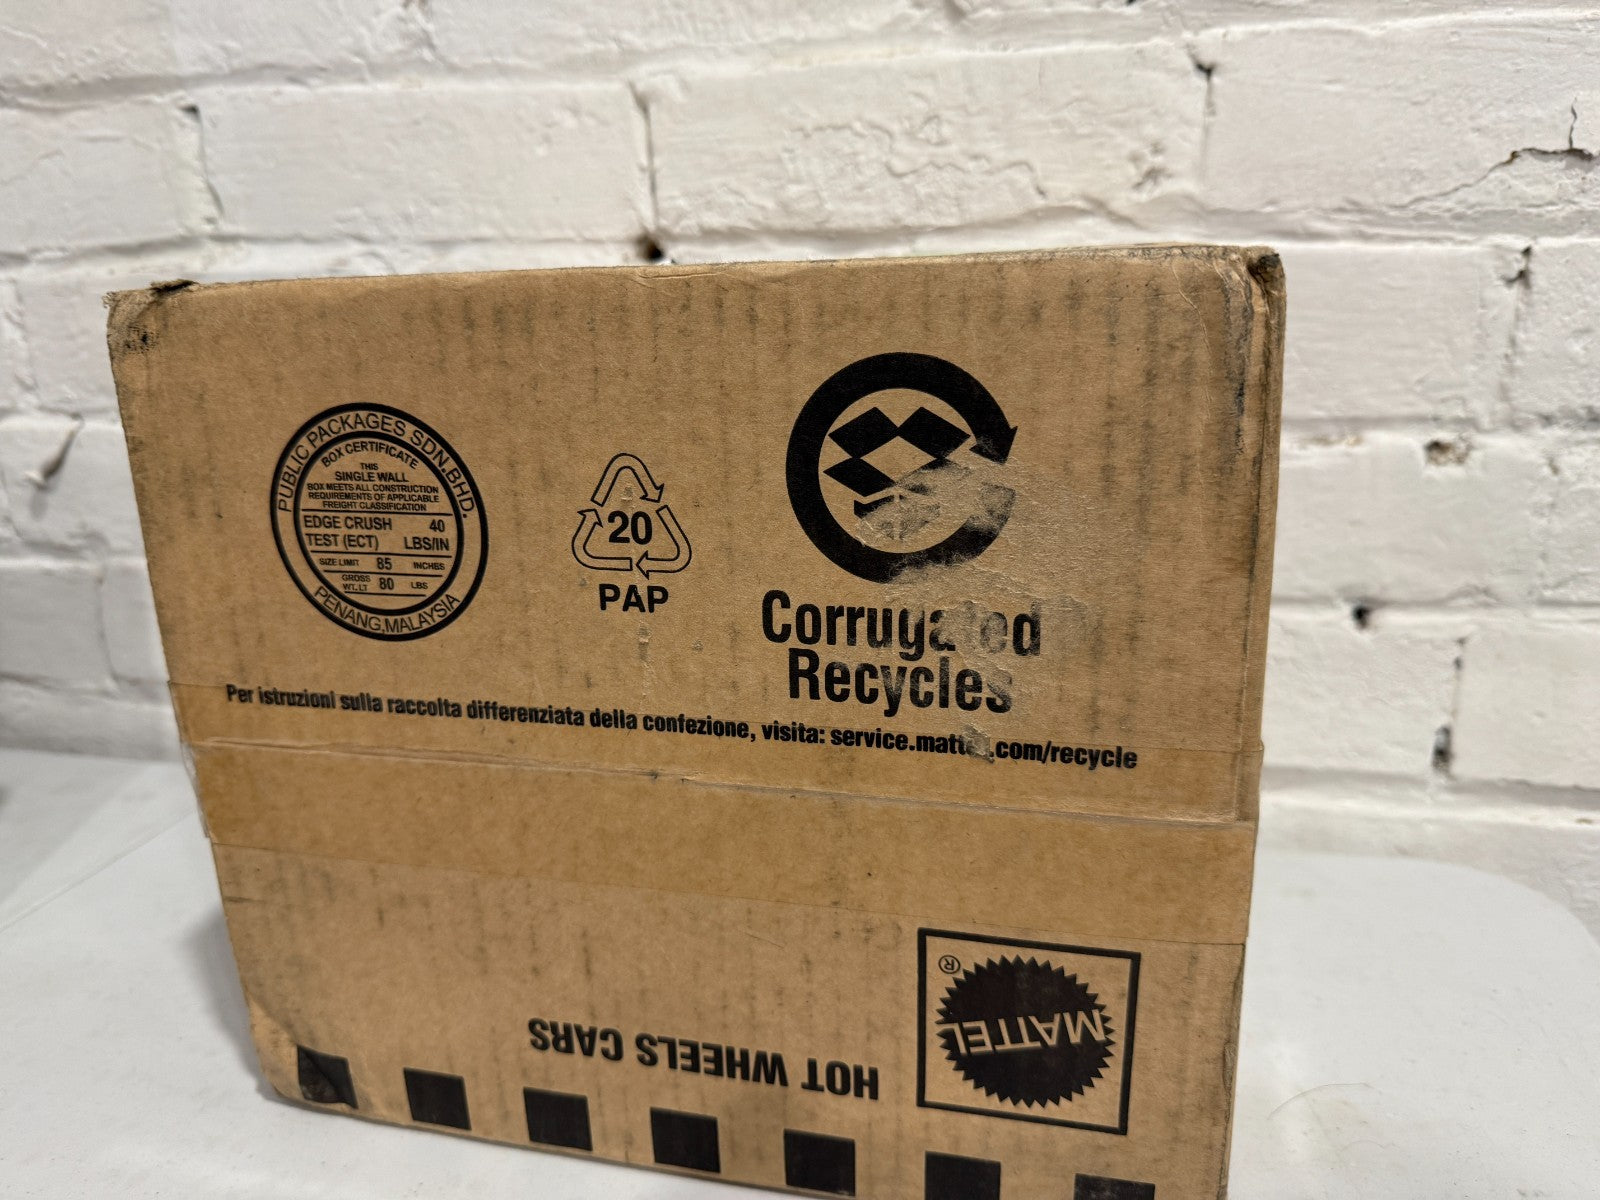 PUBLIC PACKAGES SDN.BHD.
BOX CERTIFICATE
THIS
SINGLE WALL
BOX MEETS ALL CONSTRUCTION
REQUIREMENTS OF APPLICABLE
FREIGHT CLASSIFICATION
EDGE CRUSH 40
TEST (ECT) LBS/IN
SIZE LIMIT 85 INCHES
GROSS
WT. LT 80 LBS
PENANG, MALAYSIA
20
PAP
Corrugated
Recycles
Per istruzioni sulla raccolta differenziata della confezione, visita: service.mattel.com/recycle
MATTEL
®
HOT WHEELS CARS